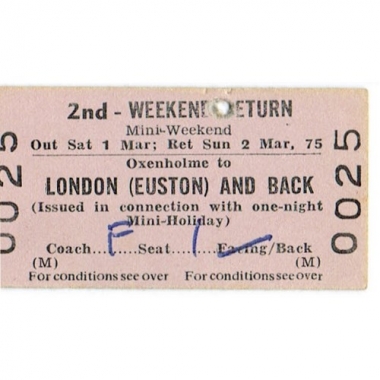 2nd - WEEKEND RETURN
Mini-Weekend
Out Sat 1 Mar; Ret Sun 2 Mar, 75
Oxenholme to
LONDON (EUSTON) AND BACK
(Issued in connection with one-night
Mini-Holiday)
Coach....F....Seat....1....Facing/Back
(M) (M)
For conditions see over For conditions see over
0025
0025